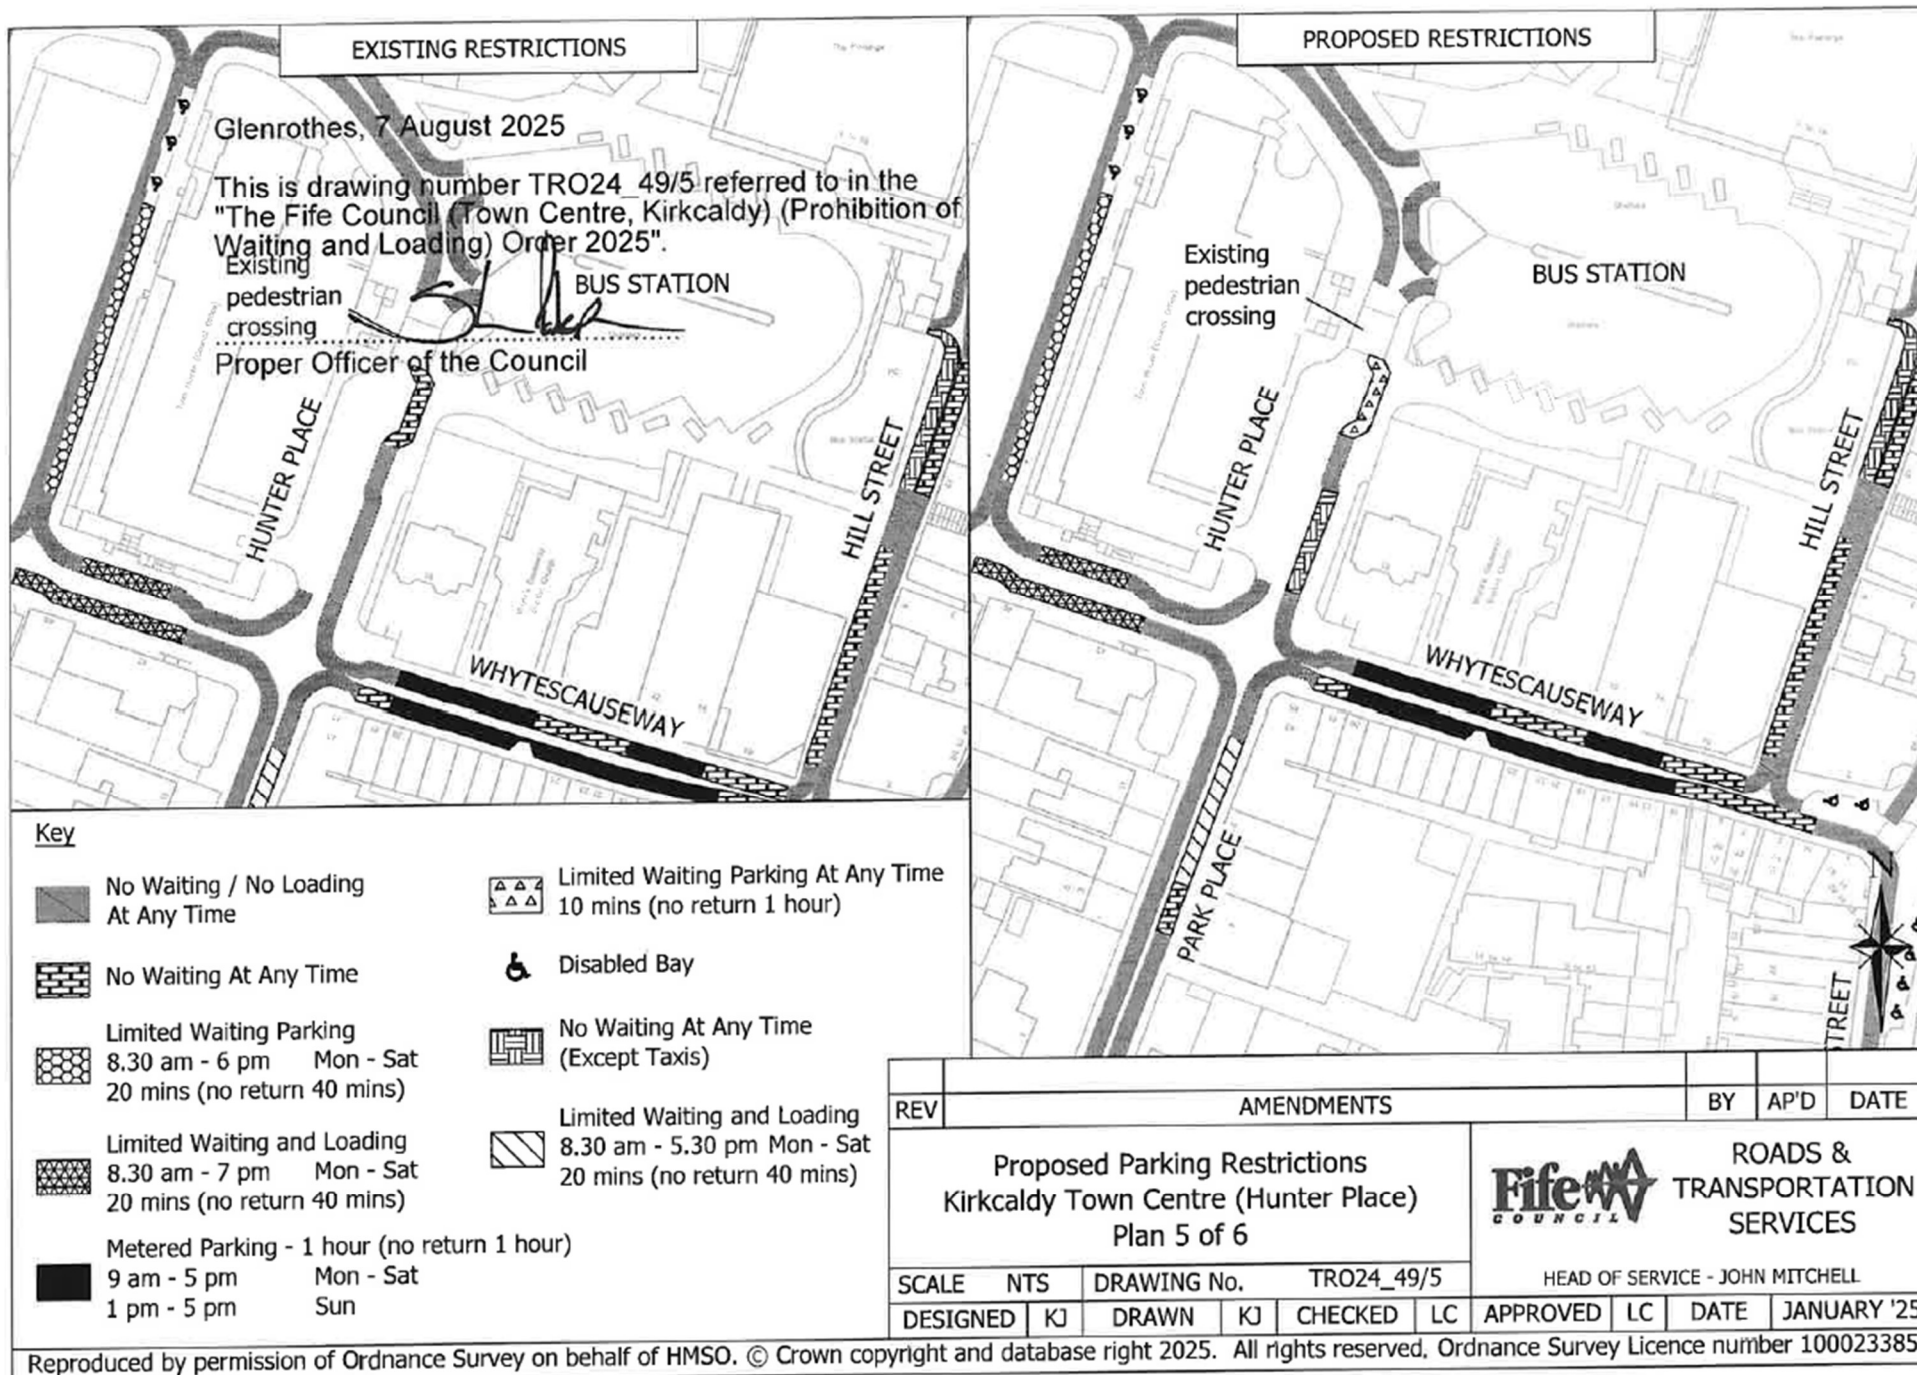 EXISTING RESTRICTIONS
Glenrothes, 7 August 2025
This is drawing number TRO24_49/5 referred to in the
"The Fife Council (Town Centre, Kirkcaldy) (Prohibition of
Waiting and Loading) Order 2025".
Existing
pedestrian
crossing
BUS STATION
Proper Officer of the Council
HUNTER PLACE
HILL STREET
WHYTESCAUSEWAY
PROPOSED RESTRICTIONS
Existing
pedestrian
crossing
BUS STATION
HUNTER PLACE
HILL STREET
WHYTESCAUSEWAY
PARK PLACE
Key
No Waiting / No Loading
At Any Time
No Waiting At Any Time
Limited Waiting Parking
8.30 am - 6 pm Mon - Sat
20 mins (no return 40 mins)
Limited Waiting and Loading
8.30 am - 7 pm Mon - Sat
20 mins (no return 40 mins)
Metered Parking - 1 hour (no return 1 hour)
9 am - 5 pm Mon - Sat
1 pm - 5 pm Sun
Limited Waiting Parking At Any Time
10 mins (no return 1 hour)
Disabled Bay
No Waiting At Any Time
(Except Taxis)
Limited Waiting and Loading
8.30 am - 5.30 pm Mon - Sat
20 mins (no return 40 mins)
REV AMENDMENTS BY AP'D DATE
Proposed Parking Restrictions
Kirkcaldy Town Centre (Hunter Place)
Plan 5 of 6
Fife
COUNCIL
ROADS &
TRANSPORTATION
SERVICES
HEAD OF SERVICE - JOHN MITCHELL
SCALE NTS DRAWING No. TRO24_49/5
DESIGNED KJ DRAWN KJ CHECKED LC APPROVED LC DATE JANUARY '25
Reproduced by permission of Ordnance Survey on behalf of HMSO. © Crown copyright and database right 2025. All rights reserved. Ordnance Survey Licence number 100023385